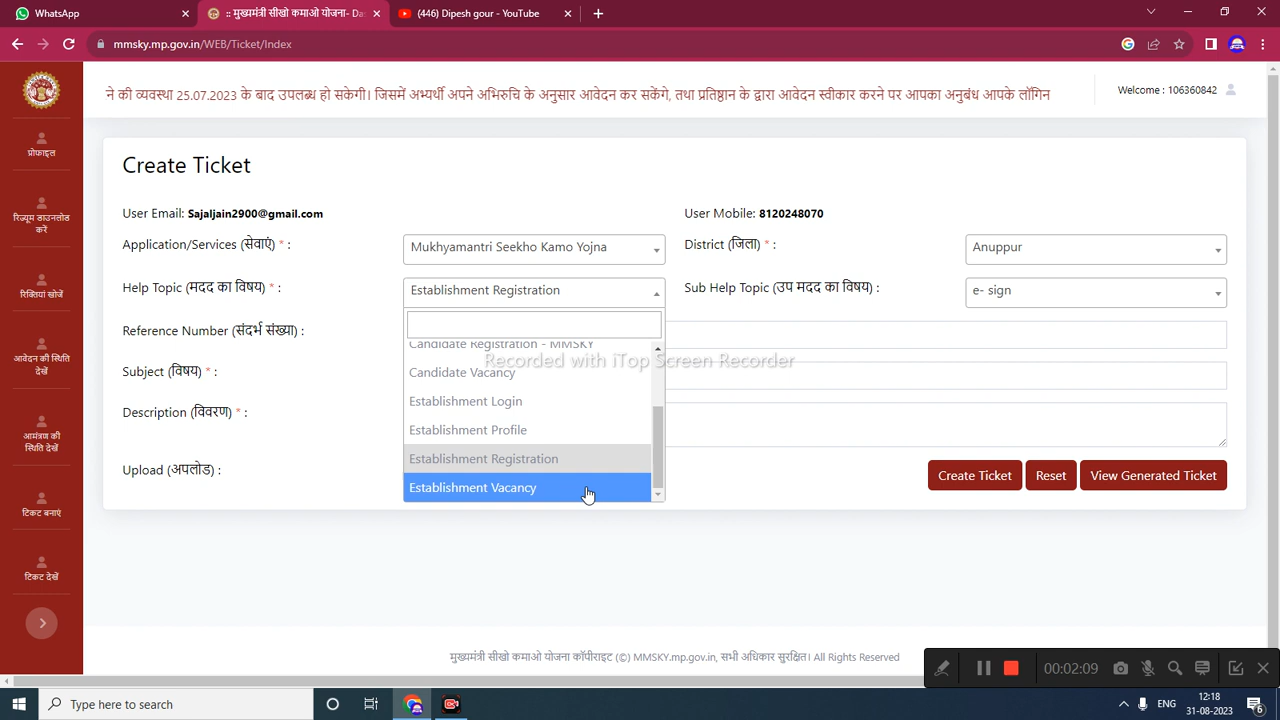 WhatsApp
:: मुख्यमंत्री सीखो कमाओ योजना- Da
(446) Dipesh gour - YouTube
mmsky.mp.gov.in/WEB/Ticket/Index
ने की व्यवस्था 25.07.2023 के बाद उपलब्ध हो सकेगी। जिसमें अभ्यर्थी अपने अभिरुचि के अनुसार आवेदन कर सकेंगे, तथा प्रतिष्ठान के द्वारा आवेदन स्वीकार करने पर आपका अनुबंध आपके लॉगिन
Welcome : 106360842
प्रोफाइल
रिज्यूम डाउनलोड
करें
रिक्तियां खोजें
आवेदन की स्थिति
देखें
आमंत्रण की
स्थिति देखें
टिकट बनाएं
टिकट देखें
Create Ticket
User Email: Sajaljain2900@gmail.com
User Mobile: 8120248070
Application/Services (सेवाएं) * :
Mukhyamantri Seekho Kamo Yojna
District (जिला) * :
Anuppur
Help Topic (मदद का विषय) * :
Establishment Registration
Sub Help Topic (उप मदद का विषय) :
e- sign
Reference Number (संदर्भ संख्या) :
Candidate Registration - MMSKY
Recorded with iTop Screen Recorder
Subject (विषय) * :
Candidate Vacancy
Establishment Login
Description (विवरण) * :
Establishment Profile
Establishment Registration
Upload (अपलोड) :
Establishment Vacancy
Create Ticket
Reset
View Generated Ticket
मुख्यमंत्री सीखो कमाओ योजना कॉपीराइट (©) MMSKY.mp.gov.in, सभी अधिकार सुरक्षित। All Rights Reserved
00:02:09
Type here to search
ENG
12:18
31-08-2023
6